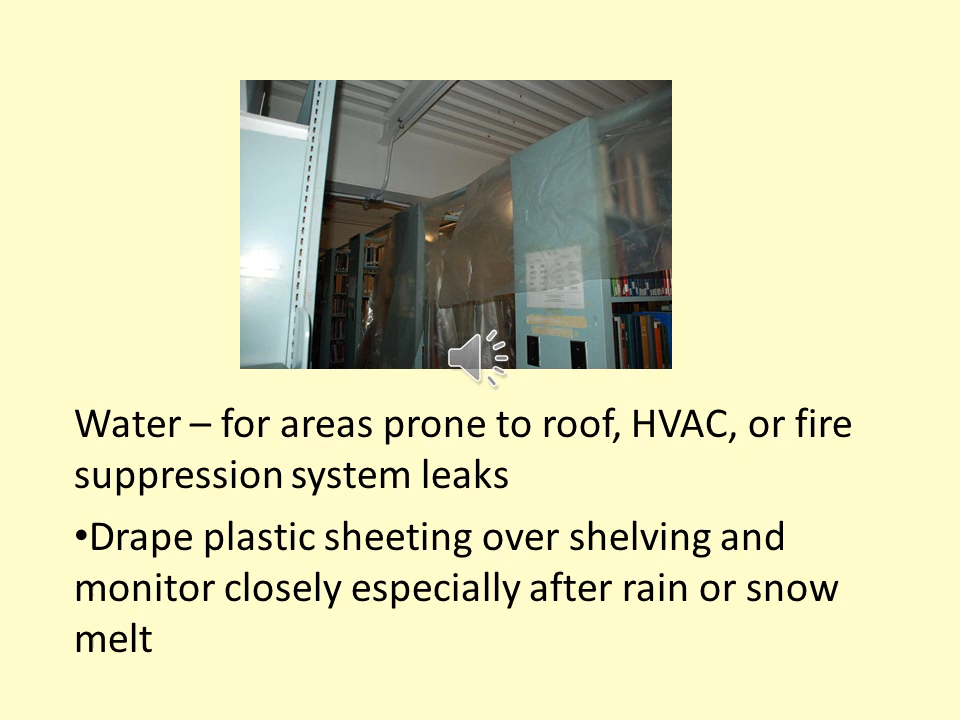 Water – for areas prone to roof, HVAC, or fire
suppression system leaks
•Drape plastic sheeting over shelving and
monitor closely especially after rain or snow
melt